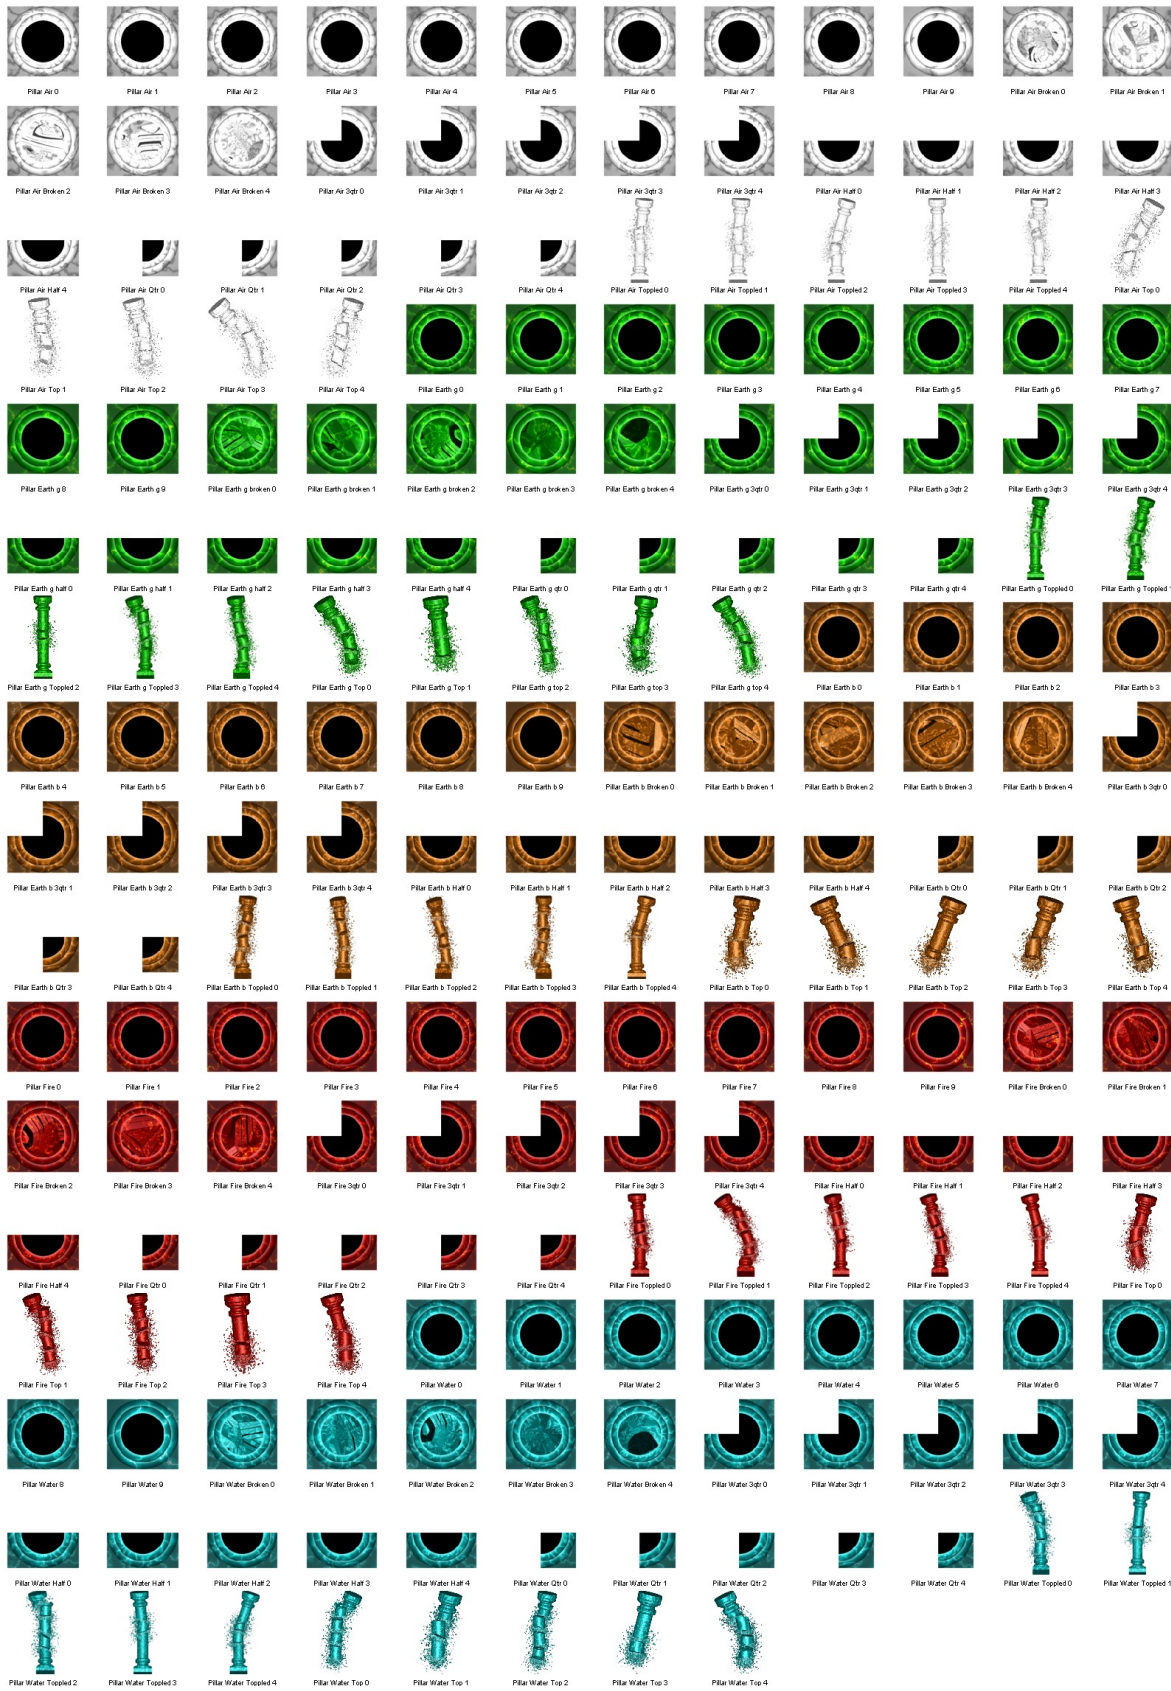 Pillar Air 0 Pillar Air 1 Pillar Air 2 Pillar Air 3 Pillar Air 4 Pillar Air 5 Pillar Air 6 Pillar Air 7 Pillar Air 8 Pillar Air 9 Pillar Air Broken 0 Pillar Air Broken 1
Pillar Air Broken 2 Pillar Air Broken 3 Pillar Air Broken 4 Pillar Air 3qtr 0 Pillar Air 3qtr 1 Pillar Air 3qtr 2 Pillar Air 3qtr 3 Pillar Air 3qtr 4 Pillar Air Half 0 Pillar Air Half 1 Pillar Air Half 2 Pillar Air Half 3
Pillar Air Half 4 Pillar Air Qtr 0 Pillar Air Qtr 1 Pillar Air Qtr 2 Pillar Air Qtr 3 Pillar Air Qtr 4 Pillar Air Toppled 0 Pillar Air Toppled 1 Pillar Air Toppled 2 Pillar Air Toppled 3 Pillar Air Toppled 4 Pillar Air Top 0
Pillar Air Top 1 Pillar Air Top 2 Pillar Air Top 3 Pillar Air Top 4 Pillar Earth g 0 Pillar Earth g 1 Pillar Earth g 2 Pillar Earth g 3 Pillar Earth g 4 Pillar Earth g 5 Pillar Earth g 6 Pillar Earth g 7
Pillar Earth g 8 Pillar Earth g 9 Pillar Earth g broken 0 Pillar Earth g broken 1 Pillar Earth g broken 2 Pillar Earth g broken 3 Pillar Earth g broken 4 Pillar Earth g 3qtr 0 Pillar Earth g 3qtr 1 Pillar Earth g 3qtr 2 Pillar Earth g 3qtr 3 Pillar Earth g 3qtr 4
Pillar Earth g half 0 Pillar Earth g half 1 Pillar Earth g half 2 Pillar Earth g half 3 Pillar Earth g half 4 Pillar Earth g qtr 0 Pillar Earth g qtr 1 Pillar Earth g qtr 2 Pillar Earth g qtr 3 Pillar Earth g qtr 4 Pillar Earth g Toppled 0 Pillar Earth g Toppled 1
Pillar Earth g Toppled 2 Pillar Earth g Toppled 3 Pillar Earth g Toppled 4 Pillar Earth g Top 0 Pillar Earth g Top 1 Pillar Earth g top 2 Pillar Earth g top 3 Pillar Earth g top 4 Pillar Earth b 0 Pillar Earth b 1 Pillar Earth b 2 Pillar Earth b 3
Pillar Earth b 4 Pillar Earth b 5 Pillar Earth b 6 Pillar Earth b 7 Pillar Earth b 8 Pillar Earth b 9 Pillar Earth b Broken 0 Pillar Earth b Broken 1 Pillar Earth b Broken 2 Pillar Earth b Broken 3 Pillar Earth b Broken 4 Pillar Earth b 3qtr 0
Pillar Earth b 3qtr 1 Pillar Earth b 3qtr 2 Pillar Earth b 3qtr 3 Pillar Earth b 3qtr 4 Pillar Earth b Half 0 Pillar Earth b Half 1 Pillar Earth b Half 2 Pillar Earth b Half 3 Pillar Earth b Half 4 Pillar Earth b Qtr 0 Pillar Earth b Qtr 1 Pillar Earth b Qtr 2
Pillar Earth b Qtr 3 Pillar Earth b Qtr 4 Pillar Earth b Toppled 0 Pillar Earth b Toppled 1 Pillar Earth b Toppled 2 Pillar Earth b Toppled 3 Pillar Earth b Toppled 4 Pillar Earth b Top 0 Pillar Earth b Top 1 Pillar Earth b Top 2 Pillar Earth b Top 3 Pillar Earth b Top 4
Pillar Fire 0 Pillar Fire 1 Pillar Fire 2 Pillar Fire 3 Pillar Fire 4 Pillar Fire 5 Pillar Fire 6 Pillar Fire 7 Pillar Fire 8 Pillar Fire 9 Pillar Fire Broken 0 Pillar Fire Broken 1
Pillar Fire Broken 2 Pillar Fire Broken 3 Pillar Fire Broken 4 Pillar Fire 3qtr 0 Pillar Fire 3qtr 1 Pillar Fire 3qtr 2 Pillar Fire 3qtr 3 Pillar Fire 3qtr 4 Pillar Fire Half 0 Pillar Fire Half 1 Pillar Fire Half 2 Pillar Fire Half 3
Pillar Fire Half 4 Pillar Fire Qtr 0 Pillar Fire Qtr 1 Pillar Fire Qtr 2 Pillar Fire Qtr 3 Pillar Fire Qtr 4 Pillar Fire Toppled 0 Pillar Fire Toppled 1 Pillar Fire Toppled 2 Pillar Fire Toppled 3 Pillar Fire Toppled 4 Pillar Fire Top 0
Pillar Fire Top 1 Pillar Fire Top 2 Pillar Fire Top 3 Pillar Fire Top 4 Pillar Water 0 Pillar Water 1 Pillar Water 2 Pillar Water 3 Pillar Water 4 Pillar Water 5 Pillar Water 6 Pillar Water 7
Pillar Water 8 Pillar Water 9 Pillar Water Broken 0 Pillar Water Broken 1 Pillar Water Broken 2 Pillar Water Broken 3 Pillar Water Broken 4 Pillar Water 3qtr 0 Pillar Water 3qtr 1 Pillar Water 3qtr 2 Pillar Water 3qtr 3 Pillar Water 3qtr 4
Pillar Water Half 0 Pillar Water Half 1 Pillar Water Half 2 Pillar Water Half 3 Pillar Water Half 4 Pillar Water Qtr 0 Pillar Water Qtr 1 Pillar Water Qtr 2 Pillar Water Qtr 3 Pillar Water Qtr 4 Pillar Water Toppled 0 Pillar Water Toppled 1
Pillar Water Toppled 2 Pillar Water Toppled 3 Pillar Water Toppled 4 Pillar Water Top 0 Pillar Water Top 1 Pillar Water Top 2 Pillar Water Top 3 Pillar Water Top 4